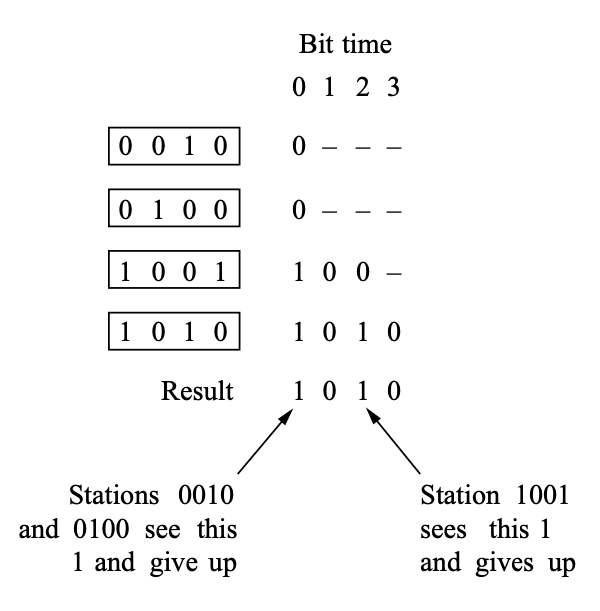 Bit time
0 1 2 3
0 0 1 0 0 – – –
0 1 0 0 0 – – –
1 0 0 1 1 0 0 –
1 0 1 0 1 0 1 0
Result 1 0 1 0
Stations 0010
and 0100 see this
1 and give up
Station 1001
sees this 1
and gives up